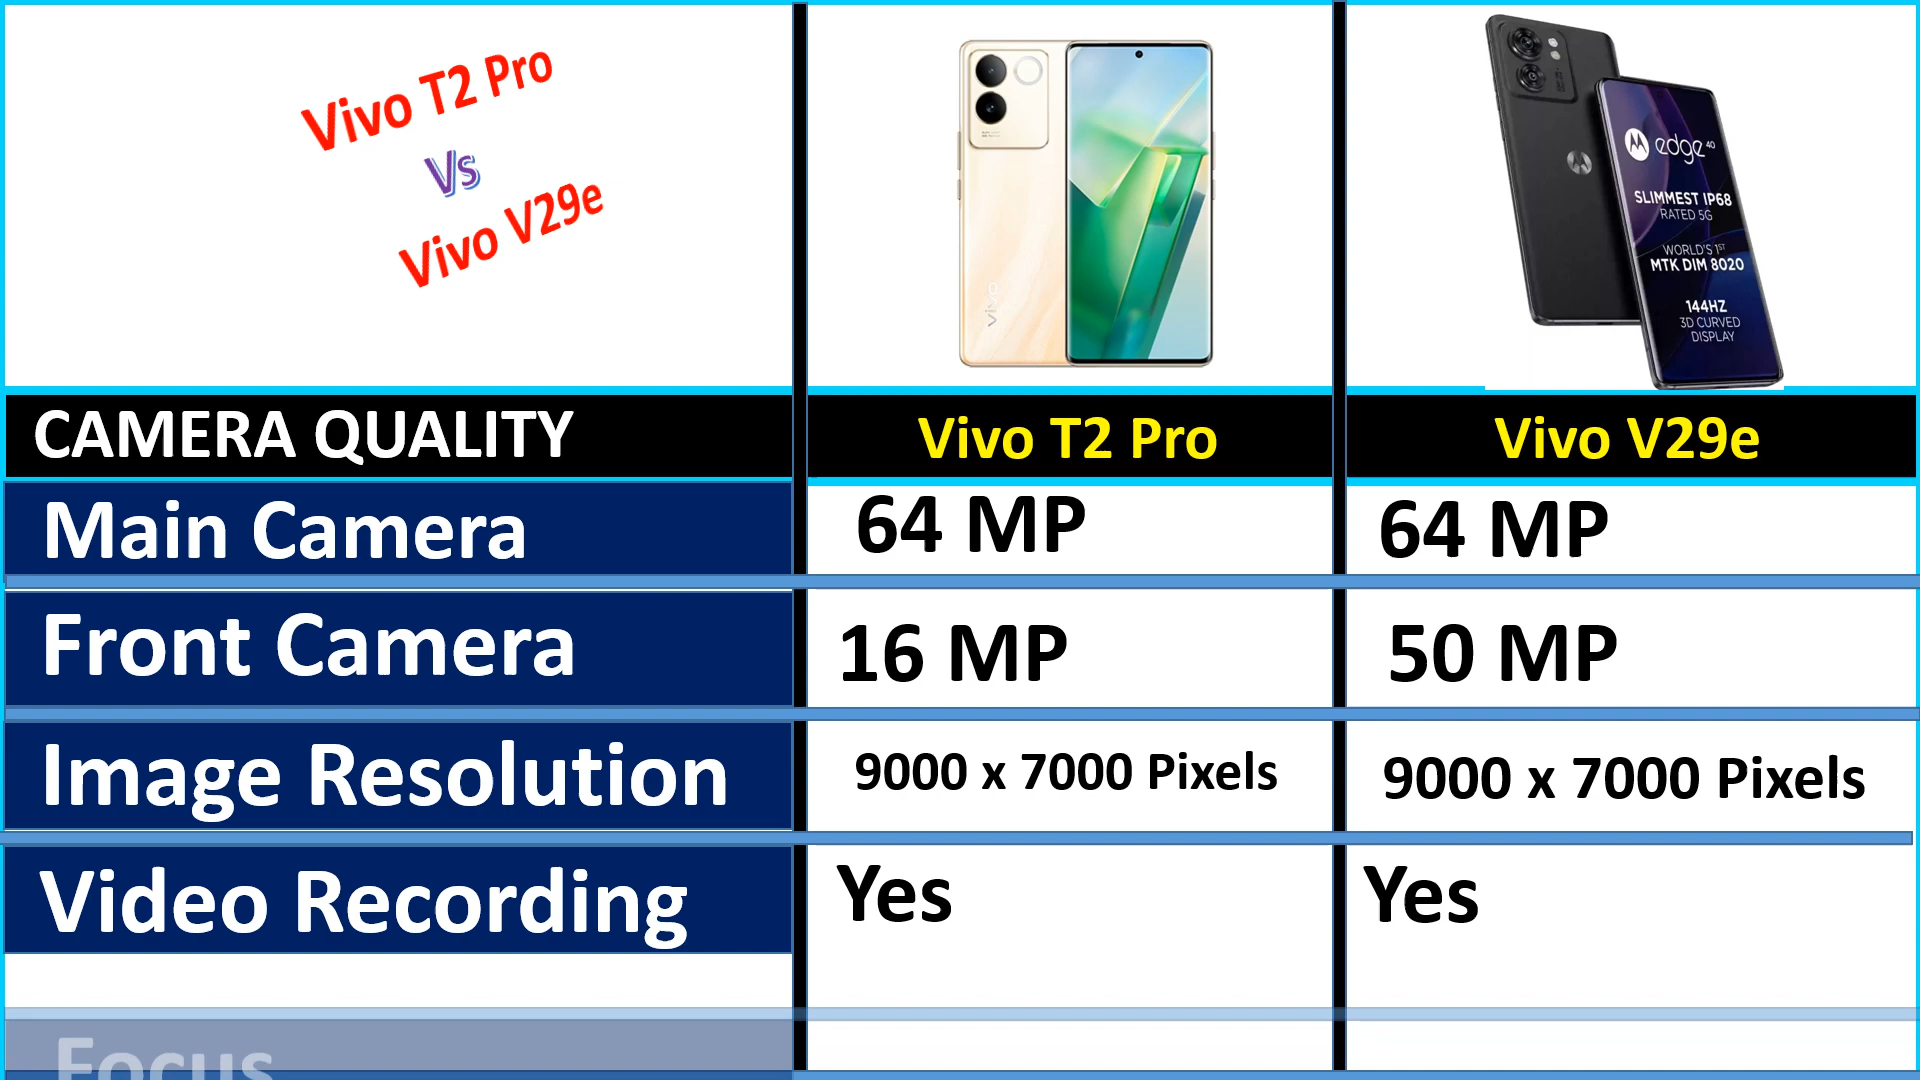 Vivo T2 Pro
Vs
Vivo V29e
vivo
edge 40
SLIMMEST IP68
RATED 5G
WORLD'S 1ST
MTK DIM 8020
144HZ
3D CURVED
DISPLAY
CAMERA QUALITY
Vivo T2 Pro
Vivo V29e
Main Camera
64 MP
64 MP
Front Camera
16 MP
50 MP
Image Resolution
9000 x 7000 Pixels
9000 x 7000 Pixels
Video Recording
Yes
Yes
Focus